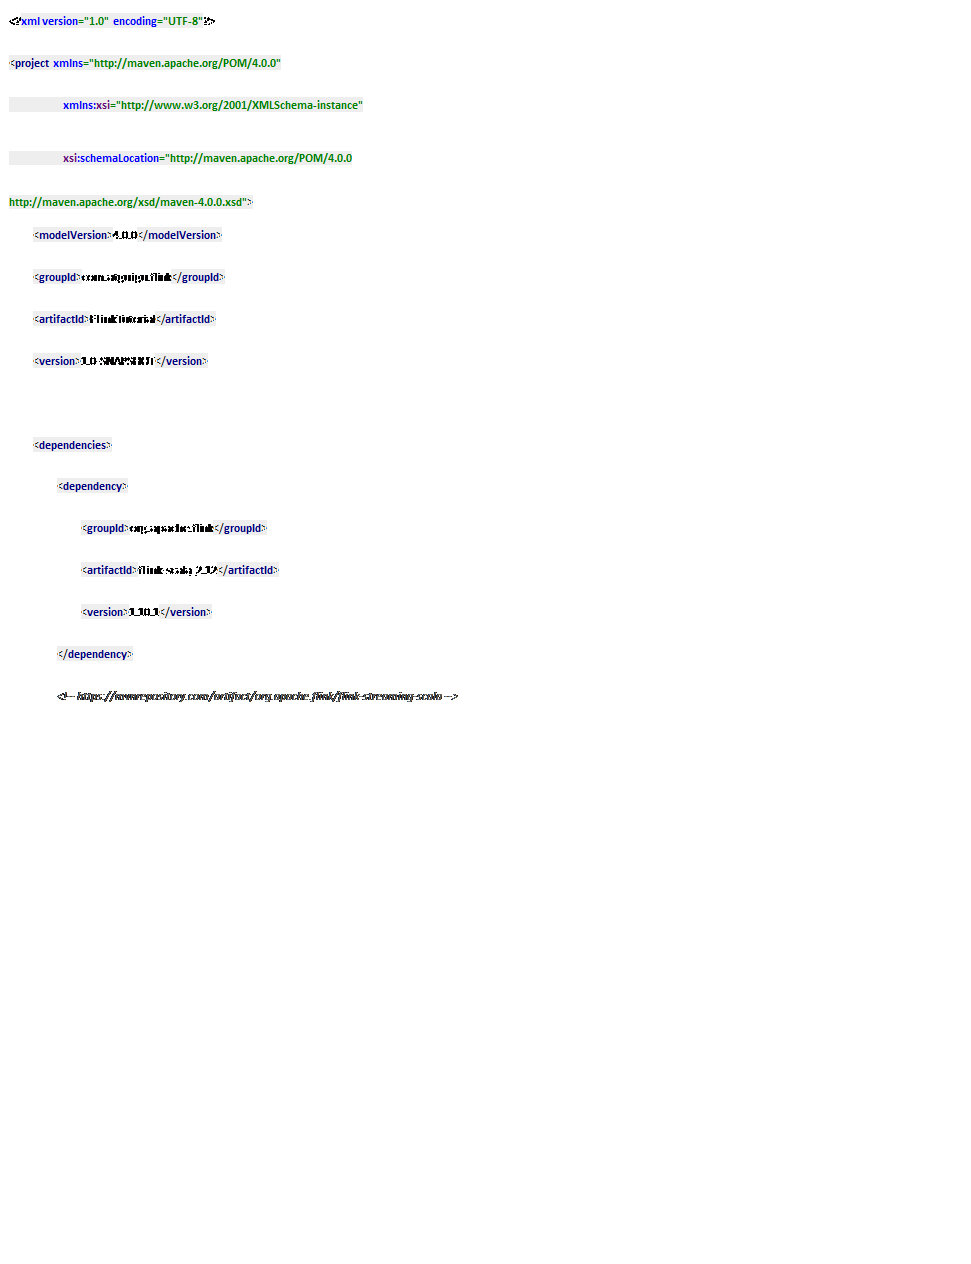 <?xml version="1.0" encoding="UTF-8"?>
<project xmlns="http://maven.apache.org/POM/4.0.0"
xmlns:xsi="http://www.w3.org/2001/XMLSchema-instance"
xsi:schemaLocation="http://maven.apache.org/POM/4.0.0
http://maven.apache.org/xsd/maven-4.0.0.xsd">
<modelVersion>4.0.0</modelVersion>
<groupId>com.atguigu.flink</groupId>
<artifactId>FlinkTutorial</artifactId>
<version>1.0-SNAPSHOT</version>
<dependencies>
<dependency>
<groupId>org.apache.flink</groupId>
<artifactId>flink-scala_2.12</artifactId>
<version>1.10.1</version>
</dependency>
<!-- https://mvnrepository.com/artifact/org.apache.flink/flink-streaming-scala -->